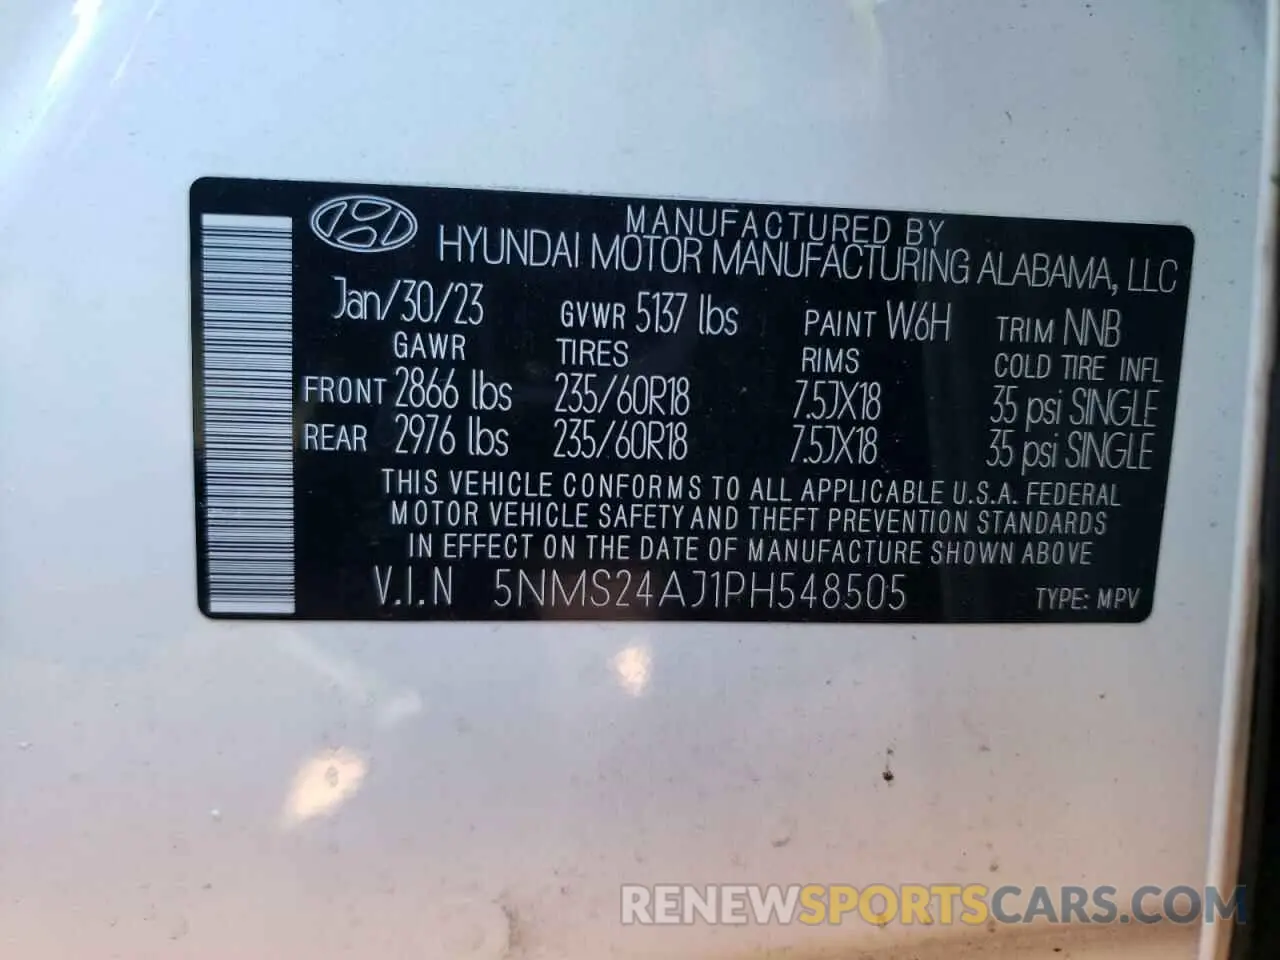 MANUFACTURED BY
HYUNDAI MOTOR MANUFACTURING ALABAMA, LLC
Jan/30/23 GVWR 5137 lbs PAINT W6H TRIM NNB
GAWR TIRES RIMS COLD TIRE INFL
FRONT 2866 lbs 235/60R18 7.5JX18 35 psi SINGLE
REAR 2976 lbs 235/60R18 7.5JX18 35 psi SINGLE
THIS VEHICLE CONFORMS TO ALL APPLICABLE U.S.A. FEDERAL
MOTOR VEHICLE SAFETY AND THEFT PREVENTION STANDARDS
IN EFFECT ON THE DATE OF MANUFACTURE SHOWN ABOVE
V.I.N 5NMS24AJ1PH548505 TYPE: MPV
RENEWSPORTSCARS.COM